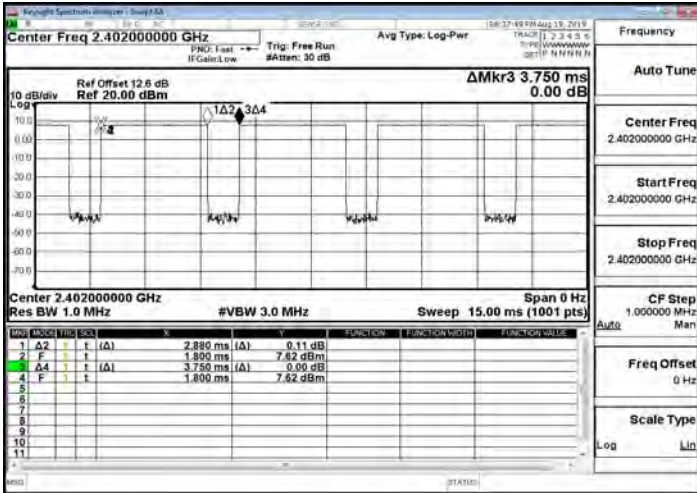 Keysight Spectrum Analyzer - Swept SA
08:37:49 PM Aug 19, 2019
Center Freq 2.402000000 GHz
PNO: Fast
IFGain:Low
Trig: Free Run
#Atten: 30 dB
Avg Type: Log-Pwr
TRACE 1 2 3 4 5 6
TYPE WWWWWW
DET P N N N N N
Ref Offset 12.6 dB
Ref 20.00 dBm
10 dB/div
Log
ΔMkr3 3.750 ms
0.00 dB
1Δ2 3Δ4
10.0
0.00
-10.0
-20.0
-30.0
-40.0
-50.0
-60.0
-70.0
Center 2.402000000 GHz
Span 0 Hz
Res BW 1.0 MHz
#VBW 3.0 MHz
Sweep 15.00 ms (1001 pts)
MKR MODE TRC SCL X Y FUNCTION FUNCTION WIDTH FUNCTION VALUE
1 Δ2 1 t (Δ) 2.880 ms (Δ) 0.11 dB
2 F 1 t 1.800 ms 7.62 dBm
3 Δ4 1 t (Δ) 3.750 ms (Δ) 0.00 dB
4 F 1 t 1.800 ms 7.62 dBm
5
6
7
8
9
10
11
MSG
STATUS
Frequency
Auto Tune
Center Freq
2.402000000 GHz
Start Freq
2.402000000 GHz
Stop Freq
2.402000000 GHz
CF Step
1.000000 MHz
Auto Man
Freq Offset
0 Hz
Scale Type
Log Lin